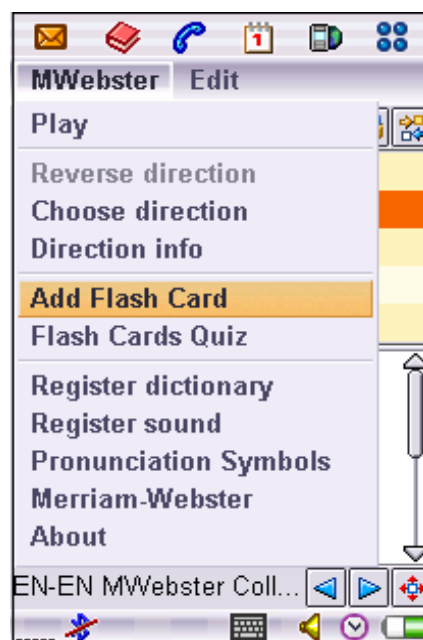 1
MWebster Edit
Play
Reverse direction
Choose direction
Direction info
Add Flash Card
Flash Cards Quiz
Register dictionary
Register sound
Pronunciation Symbols
Merriam-Webster
About
EN-EN MWebster Coll...